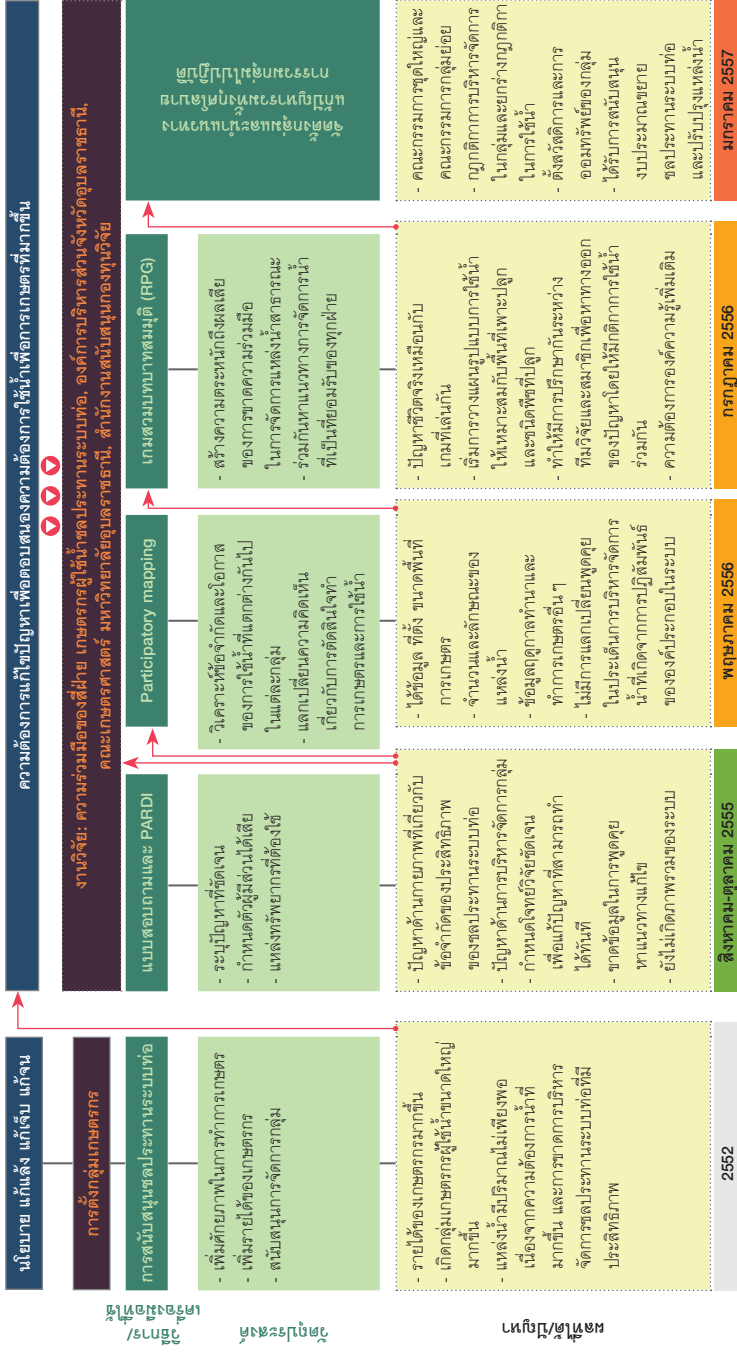 นโยบาย แก้แล้ง แก้เจ็บ แก้จน
ความต้องการแก้ไขปัญหาเพื่อตอบสนองความต้องการใช้น้ำเพื่อการเกษตรที่มากขึ้น
การตั้งกลุ่มเกษตรกร
งานวิจัย: ความร่วมมือของสี่ฝ่าย เกษตรกรผู้ใช้น้ำชลประทานระบบท่อ, องค์การบริหารส่วนจังหวัดอุบลราชธานี,
คณะเกษตรศาสตร์ มหาวิทยาลัยอุบลราชธานี, สำนักงานสนับสนุนกองทุนวิจัย
วิธีการ/
เครื่องมือที่ใช้
การสนับสนุนชลประทานระบบท่อ
แบบสอบถามและ PARDI
Participatory mapping
เกมสวมบทบาทสมมุติ (RPG)
จัดตั้งกลุ่มและนำแนวทาง
แก้ปัญหารวมทั้งทุกสโตบาย
การรวมกลุ่มไปปฏิบัติ
วัตถุประสงค์
- เพิ่มศักยภาพในการทำการเกษตร
- เพิ่มรายได้ของเกษตรกร
- สนับสนุนการจัดการกลุ่ม
- ระบุปัญหาที่ชัดเจน
- กำหนดตัวผู้มีส่วนได้เสีย
- แหล่งทรัพยากรที่ต้องใช้
- วิเคราะห์ข้อจำกัดและโอกาส
ของการใช้น้ำที่แตกต่างกันไป
ในแต่ละกลุ่ม
- แลกเปลี่ยนความคิดเห็น
เกี่ยวกับการตัดสินใจทำ
การเกษตรและการใช้น้ำ
- สร้างความตระหนักถึงผลเสีย
ของการขาดความร่วมมือ
ในการจัดการแหล่งน้ำสาธารณะ
- ร่วมกันหาแนวทางการจัดการน้ำ
ที่เป็นที่ยอมรับของทุกฝ่าย
ผลที่ได้/ปัญหา
- รายได้ของเกษตรกรมากขึ้น
- เกิดกลุ่มเกษตรกรผู้ใช้น้ำขนาดใหญ่
มากขึ้น
- แหล่งน้ำมีปริมาณไม่เพียงพอ
เนื่องจากความต้องการน้ำที่
มากขึ้น และการขาดการบริหาร
จัดการชลประทานระบบท่อที่มี
ประสิทธิภาพ
- ปัญหาด้านกายภาพที่เกี่ยวกับ
ข้อจำกัดของประสิทธิภาพ
ของชลประทานระบบท่อ
- ปัญหาด้านการบริหารจัดการกลุ่ม
- กำหนดโจทย์วิจัยชัดเจน
เพื่อแก้ปัญหาที่สามารถทำ
ได้ทันที
- ขาดข้อมูลในการพูดคุย
หาแนวทางแก้ไข
- ยังไม่เกิดภาพรวมของระบบ
- ได้ข้อมูล ที่ตั้ง ขนาดพื้นที่
การเกษตร
- จำนวนและลักษณะของ
แหล่งน้ำ
- ข้อมูลฤดูกาลทำนาและ
ทำการเกษตรอื่น ๆ
- ไม่มีการแลกเปลี่ยนพูดคุย
ในประเด็นการบริหารจัดการ
น้ำที่เกิดจากการปฏิสัมพันธ์
ขององค์ประกอบในระบบ
- ปัญหาชีวิตจริงเหมือนกับ
เกมที่เล่นกัน
- เริ่มการวางแผนรูปแบบการใช้น้ำ
ให้เหมาะสมกับพื้นที่เพาะปลูก
และชนิดพืชที่ปลูก
- ทำให้มีการปรึกษากันระหว่าง
ทีมวิจัยและสมาชิกเพื่อหาทางออก
ของปัญหาโดยให้มีกติกาการใช้น้ำ
ร่วมกัน
- ความต้องการองค์ความรู้เพิ่มเติม
- คณะกรรมการชุดใหญ่และ
คณะกรรมการกลุ่มย่อย
- กฎกติกาการบริหารจัดการ
ในกลุ่มและยกร่างกฎกติกา
ในการใช้น้ำ
- ตั้งสวัสดิการและการ
ออมทรัพย์ของกลุ่ม
- ได้รับการสนับสนุน
งบประมาณขยาย
ชลประทานระบบท่อ
และปรับปรุงแหล่งน้ำ
2552
สิงหาคม-ตุลาคม 2555
พฤษภาคม 2556
กรกฎาคม 2556
มกราคม 2557